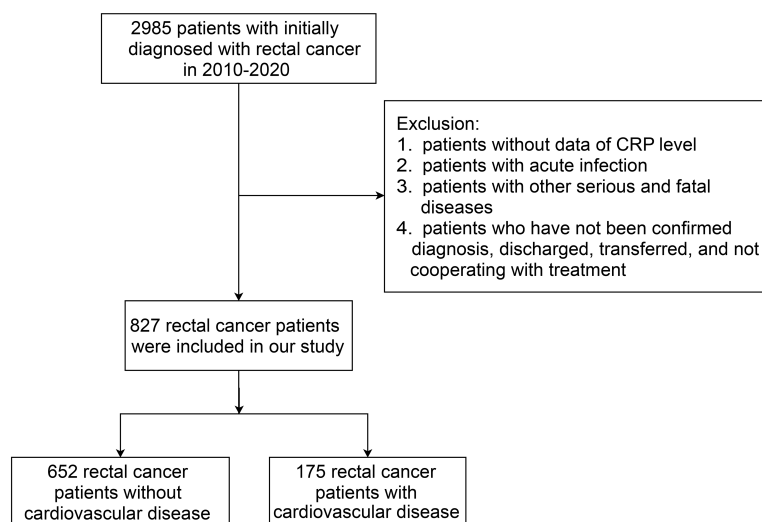 2985 patients with initially
diagnosed with rectal cancer
in 2010-2020
Exclusion:
1. patients without data of CRP level
2. patients with acute infection
3. patients with other serious and fatal
diseases
4. patients who have not been confirmed
diagnosis, discharged, transferred, and not
cooperating with treatment
827 rectal cancer patients
were included in our study
652 rectal cancer
patients without
cardiovascular disease
175 rectal cancer
patients with
cardiovascular disease